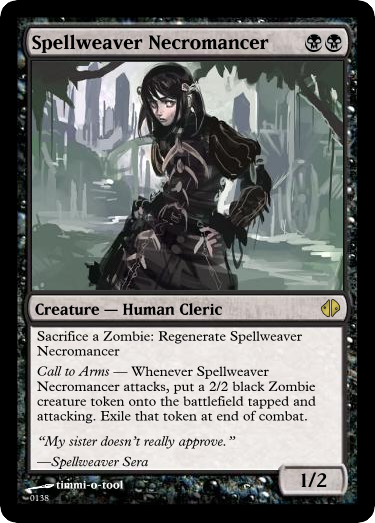 Spellweaver Necromancer
Creature — Human Cleric
Sacrifice a Zombie: Regenerate Spellweaver
Necromancer
Call to Arms — Whenever Spellweaver
Necromancer attacks, put a 2/2 black Zombie
creature token onto the battlefield tapped and
attacking. Exile that token at end of combat.
“My sister doesn’t really approve.”
—Spellweaver Sera
1/2
timmi-o-tool
0138